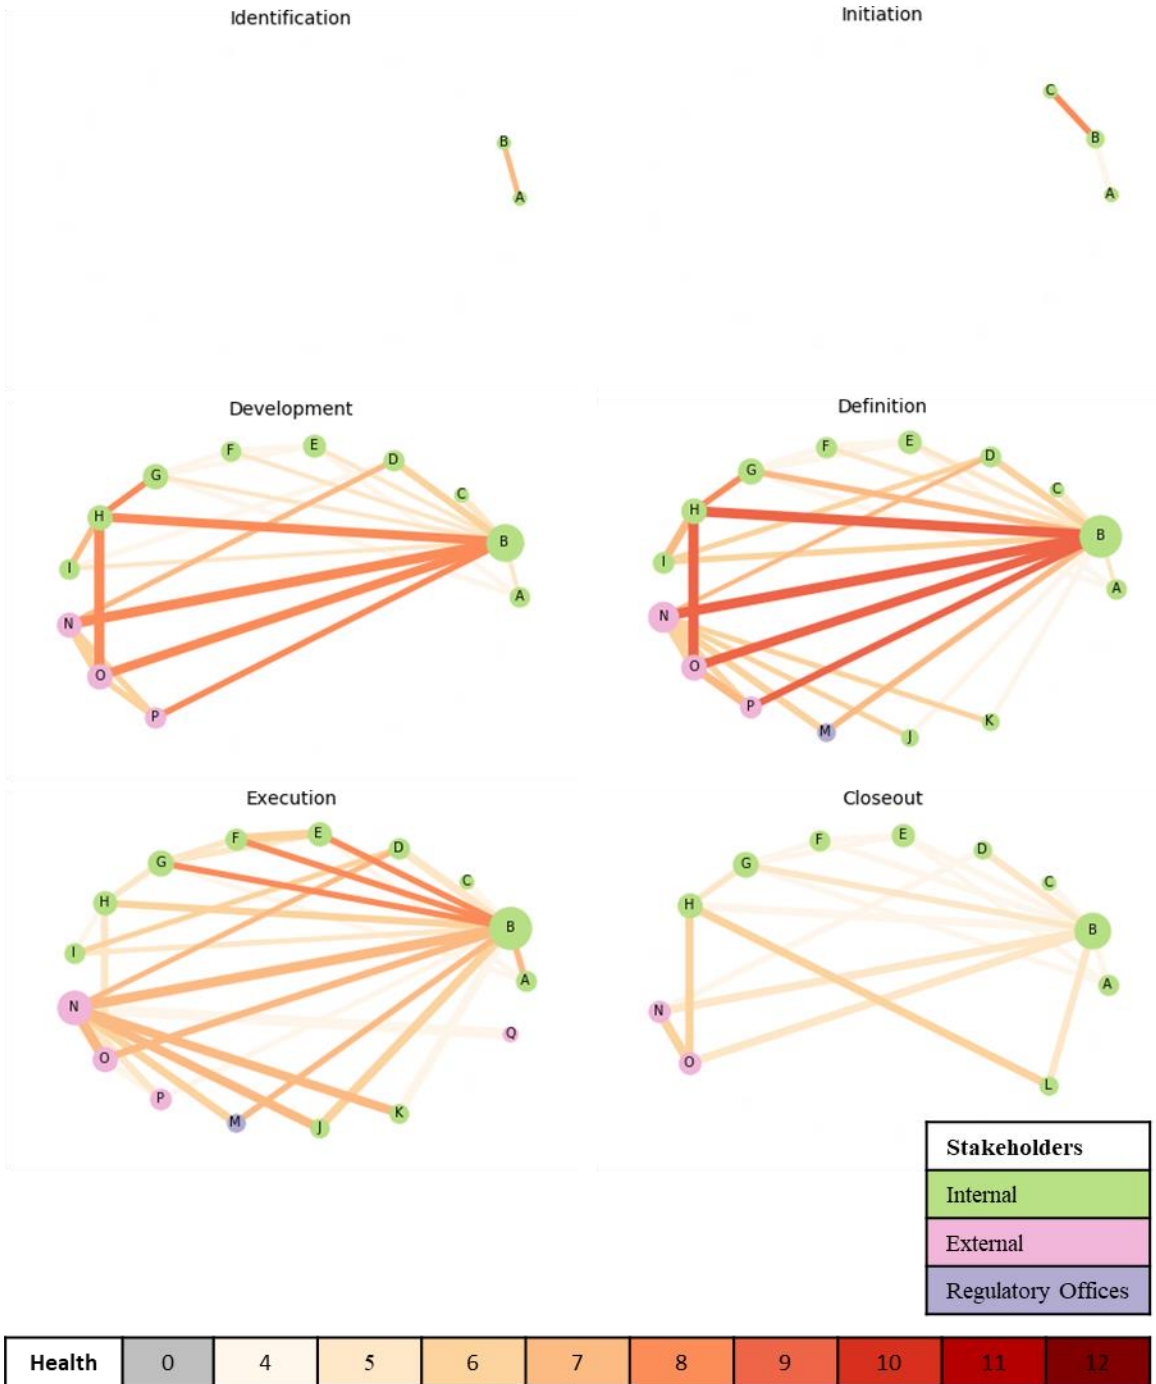 Identification
Initiation
B
A
C
B
A
Development
Definition
F
E
D
G
C
H
B
I
A
N
O
P
F
E
D
G
C
H
B
I
A
N
O
P
M
J
K
Execution
Closeout
F
E
D
G
C
H
B
I
A
N
Q
O
P
M
J
K
F
E
D
G
C
H
B
A
N
O
L
Stakeholders
Internal
External
Regulatory Offices
Health 0 4 5 6 7 8 9 10 11 12